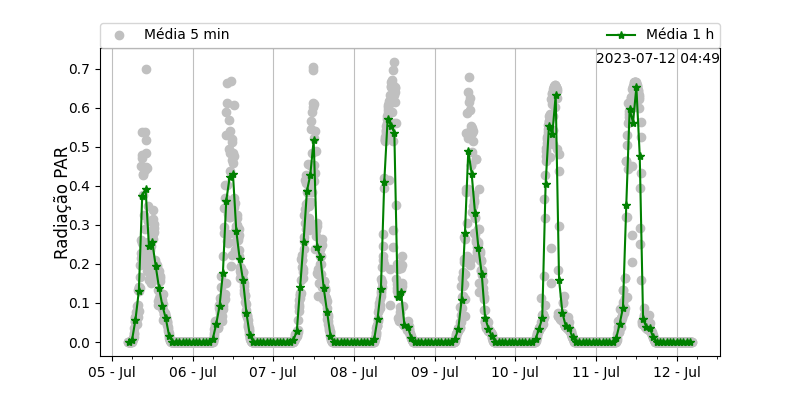 Média 5 min
Média 1 h
2023-07-12 04:49
Radiação PAR
0.7
0.6
0.5
0.4
0.3
0.2
0.1
0.0
05 - Jul
06 - Jul
07 - Jul
08 - Jul
09 - Jul
10 - Jul
11 - Jul
12 - Jul